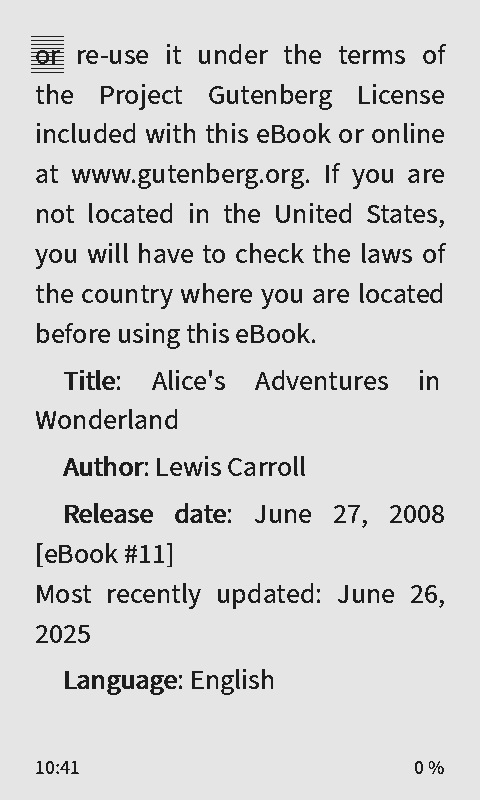 or re-use it under the terms of
the Project Gutenberg License
included with this eBook or online
at www.gutenberg.org. If you are
not located in the United States,
you will have to check the laws of
the country where you are located
before using this eBook.
Title: Alice's Adventures in
Wonderland
Author: Lewis Carroll
Release date: June 27, 2008
[eBook #11]
Most recently updated: June 26,
2025
Language: English
10:41 0 %